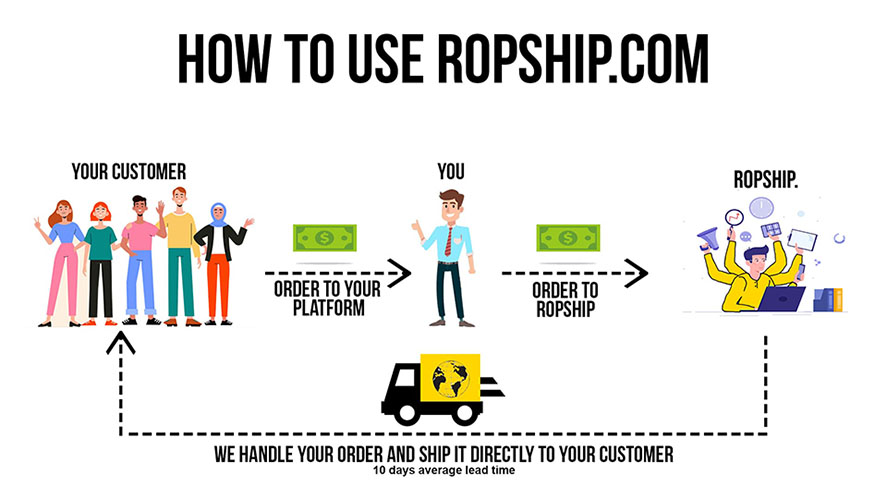 HOW TO USE ROPSHIP.COM
YOUR CUSTOMER
YOU
ROPSHIP.
ORDER TO YOUR
PLATFORM
ORDER TO
ROPSHIP
WE HANDLE YOUR ORDER AND SHIP IT DIRECTLY TO YOUR CUSTOMER
10 days average lead time